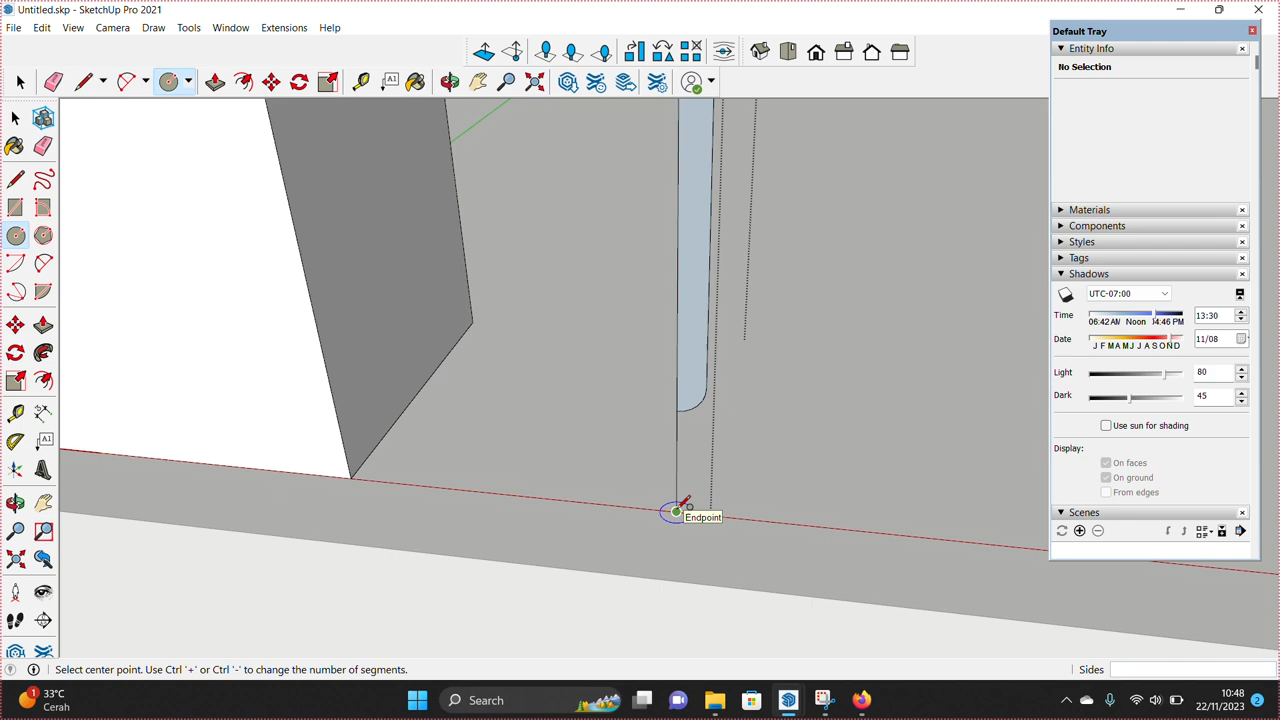 Untitled.skp - SketchUp Pro 2021
File Edit View Camera Draw Tools Window Extensions Help
Default Tray
Entity Info
No Selection
Materials
Components
Styles
Tags
Shadows
UTC-07:00
Time 06:42 AM Noon 04:46 PM 13:30
Date J F M A M J J A S O N D 11/08
Light 80
Dark 45
Use sun for shading
Display:
On faces
On ground
From edges
Scenes
Endpoint
Select center point. Use Ctrl '+' or Ctrl '-' to change the number of segments.
Sides
1
33°C
Cerah
Search
10:48
22/11/2023
2